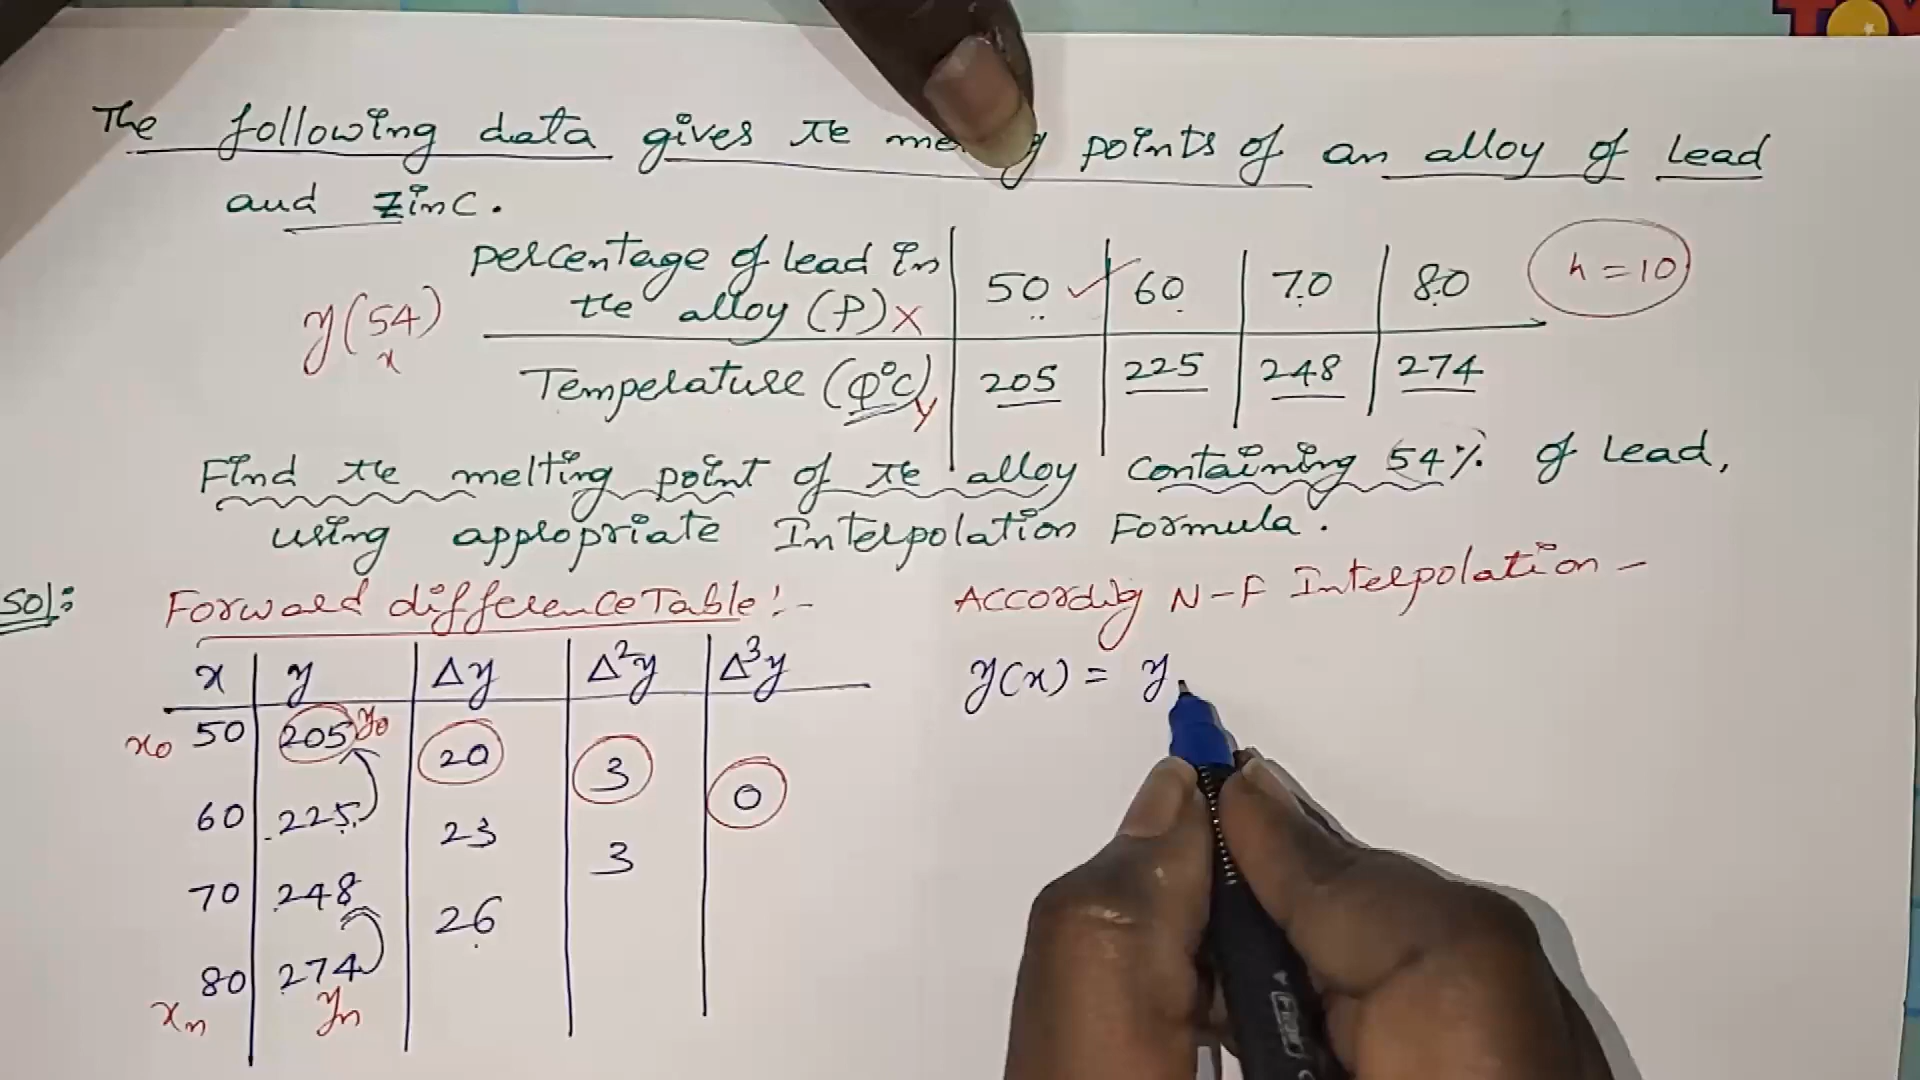 The following data gives the points of an alloy of Lead
and Zinc.
percentage of lead in the alloy (P) x | 50 | 60 | 70 | 80
h = 10
y(54)
x
Temperature (Φ°C) y | 205 | 225 | 248 | 274
Find the melting point of the alloy containing 54% of Lead,
using appropriate Interpolation Formula.
Sol:
Forward difference Table:-
x | y | Δy | Δ²y | Δ³y
x₀ 50 | 205 y₀ | 20 | 3 | 0
60 | 225 | 23 | 3
70 | 248 | 26
80 | 274
xₙ yₙ
According N-F Interpolation -
y(x) = y